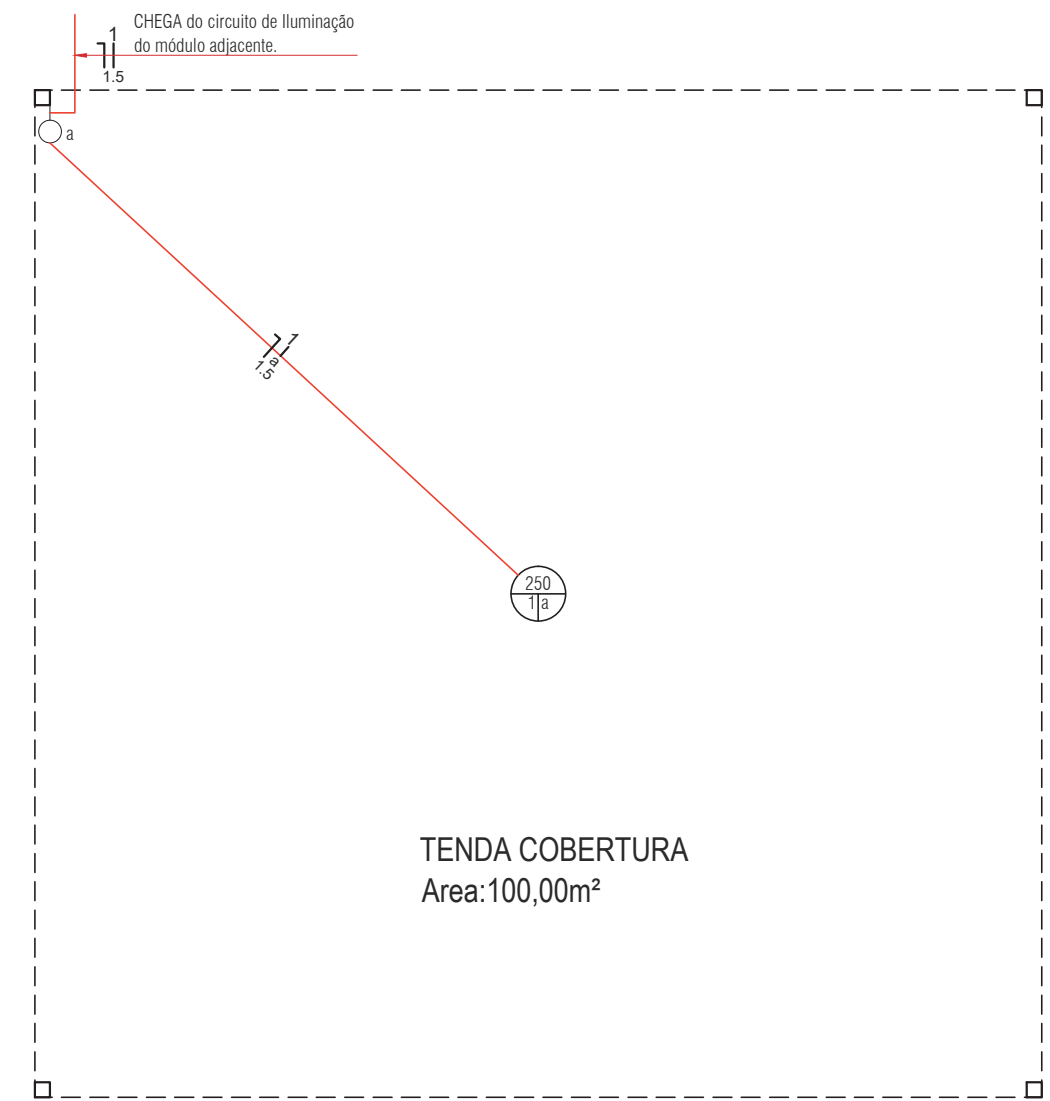 CHEGA do circuito de Iluminação
do módulo adjacente.
1
1.5
a
1
a
1.5
250
1 a
TENDA COBERTURA
Area:100,00m²